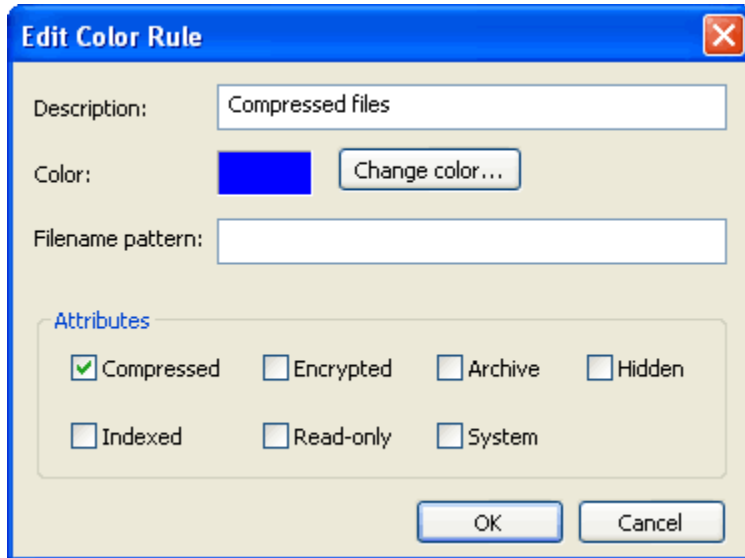 Edit Color Rule
Description: Compressed files
Color: Change color...
Filename pattern:
Attributes
Compressed Encrypted Archive Hidden
Indexed Read-only System
OK Cancel